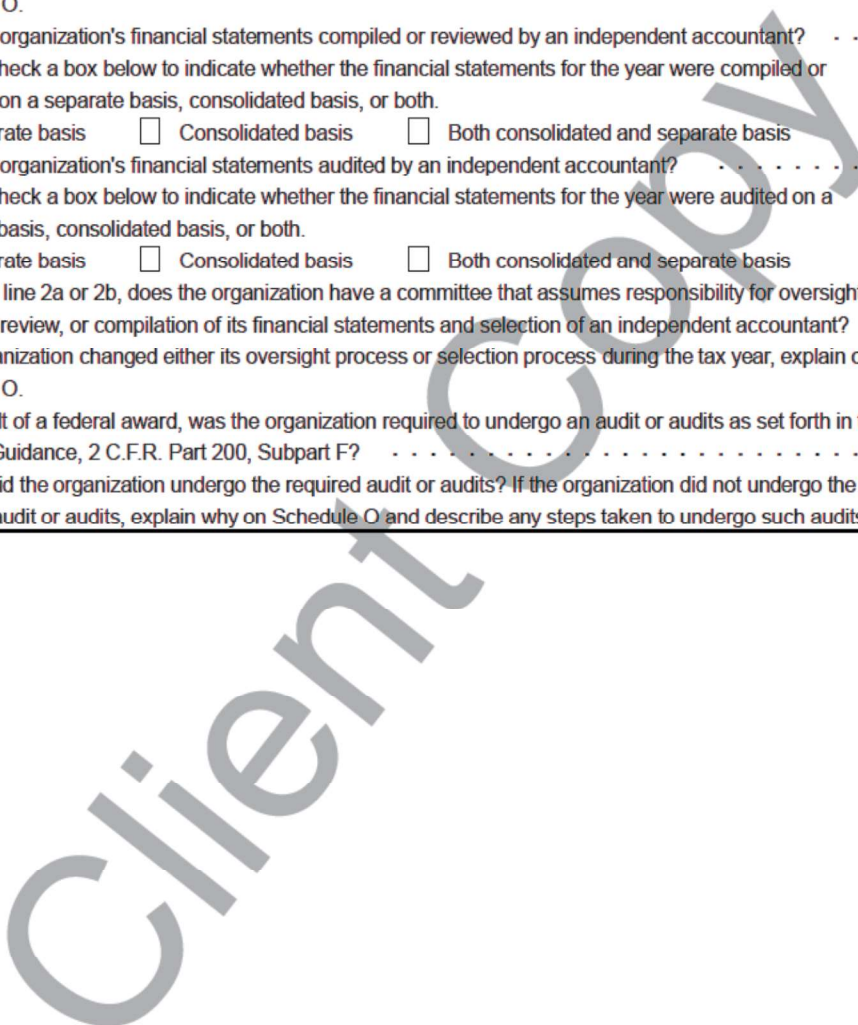 O.
organization's financial statements compiled or reviewed by an independent accountant? . .
heck a box below to indicate whether the financial statements for the year were compiled or
on a separate basis, consolidated basis, or both.
rate basis ☐ Consolidated basis ☐ Both consolidated and separate basis
organization's financial statements audited by an independent accountant? . . . . . . . .
heck a box below to indicate whether the financial statements for the year were audited on a
basis, consolidated basis, or both.
rate basis ☐ Consolidated basis ☐ Both consolidated and separate basis
line 2a or 2b, does the organization have a committee that assumes responsibility for oversight
review, or compilation of its financial statements and selection of an independent accountant?
nization changed either its oversight process or selection process during the tax year, explain o
O.
lt of a federal award, was the organization required to undergo an audit or audits as set forth in
Guidance, 2 C.F.R. Part 200, Subpart F? . . . . . . . . . . . . . . . . . . . . . . . . . .
id the organization undergo the required audit or audits? If the organization did not undergo the
audit or audits, explain why on Schedule O and describe any steps taken to undergo such audits
Client Copy